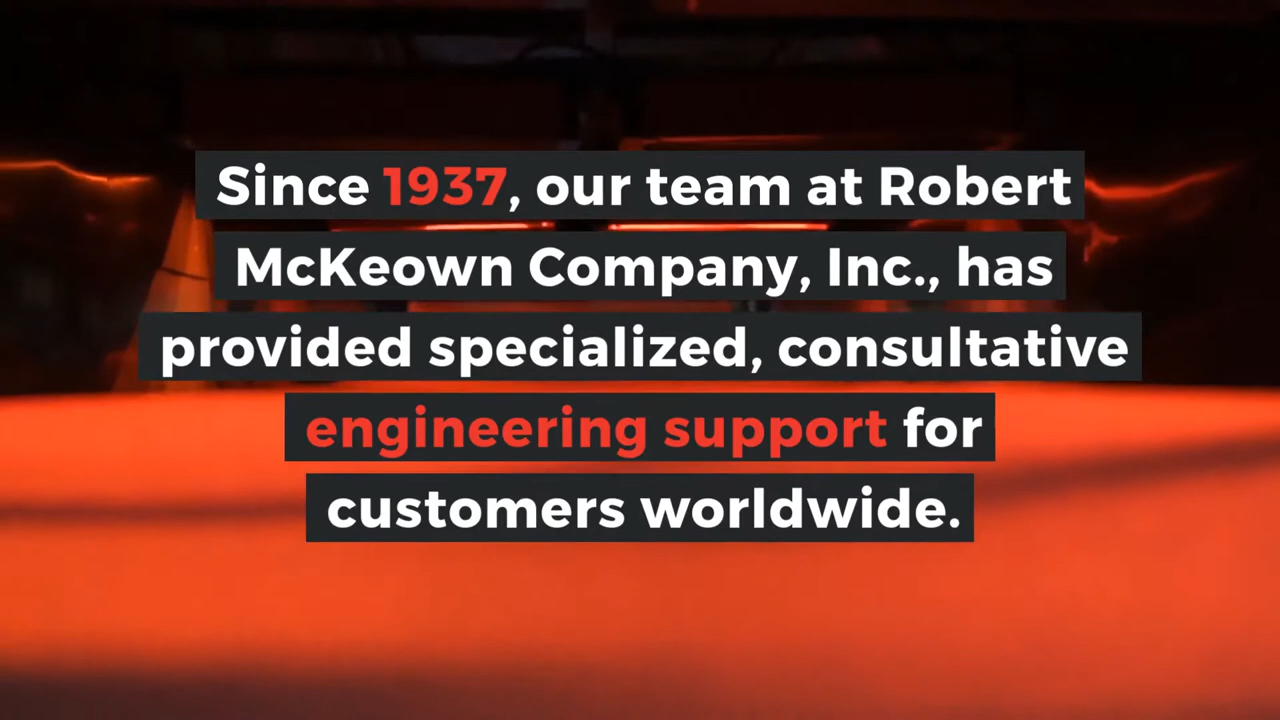 Since 1937, our team at Robert
McKeown Company, Inc., has
provided specialized, consultative
engineering support for
customers worldwide.